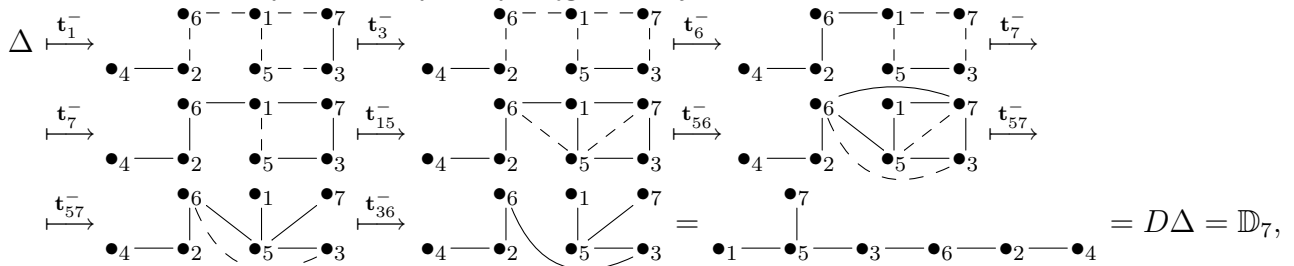 Δ t₁⁻ ↦ 6 1 7 4 2 5 3 t₃⁻ ↦ 6 1 7 4 2 5 3 t₆⁻ ↦ 6 1 7 4 2 5 3 t₇⁻ ↦
t₇⁻ ↦ 6 1 7 4 2 5 3 t₁₅⁻ ↦ 6 1 7 4 2 5 3 t₅₆⁻ ↦ 6 1 7 4 2 5 3 t₅₇⁻ ↦
t₅₇⁻ ↦ 6 1 7 4 2 5 3 t₃₆⁻ ↦ 6 1 7 4 2 5 3 = 7 1 5 3 6 2 4 = DΔ = 𝔻₇,